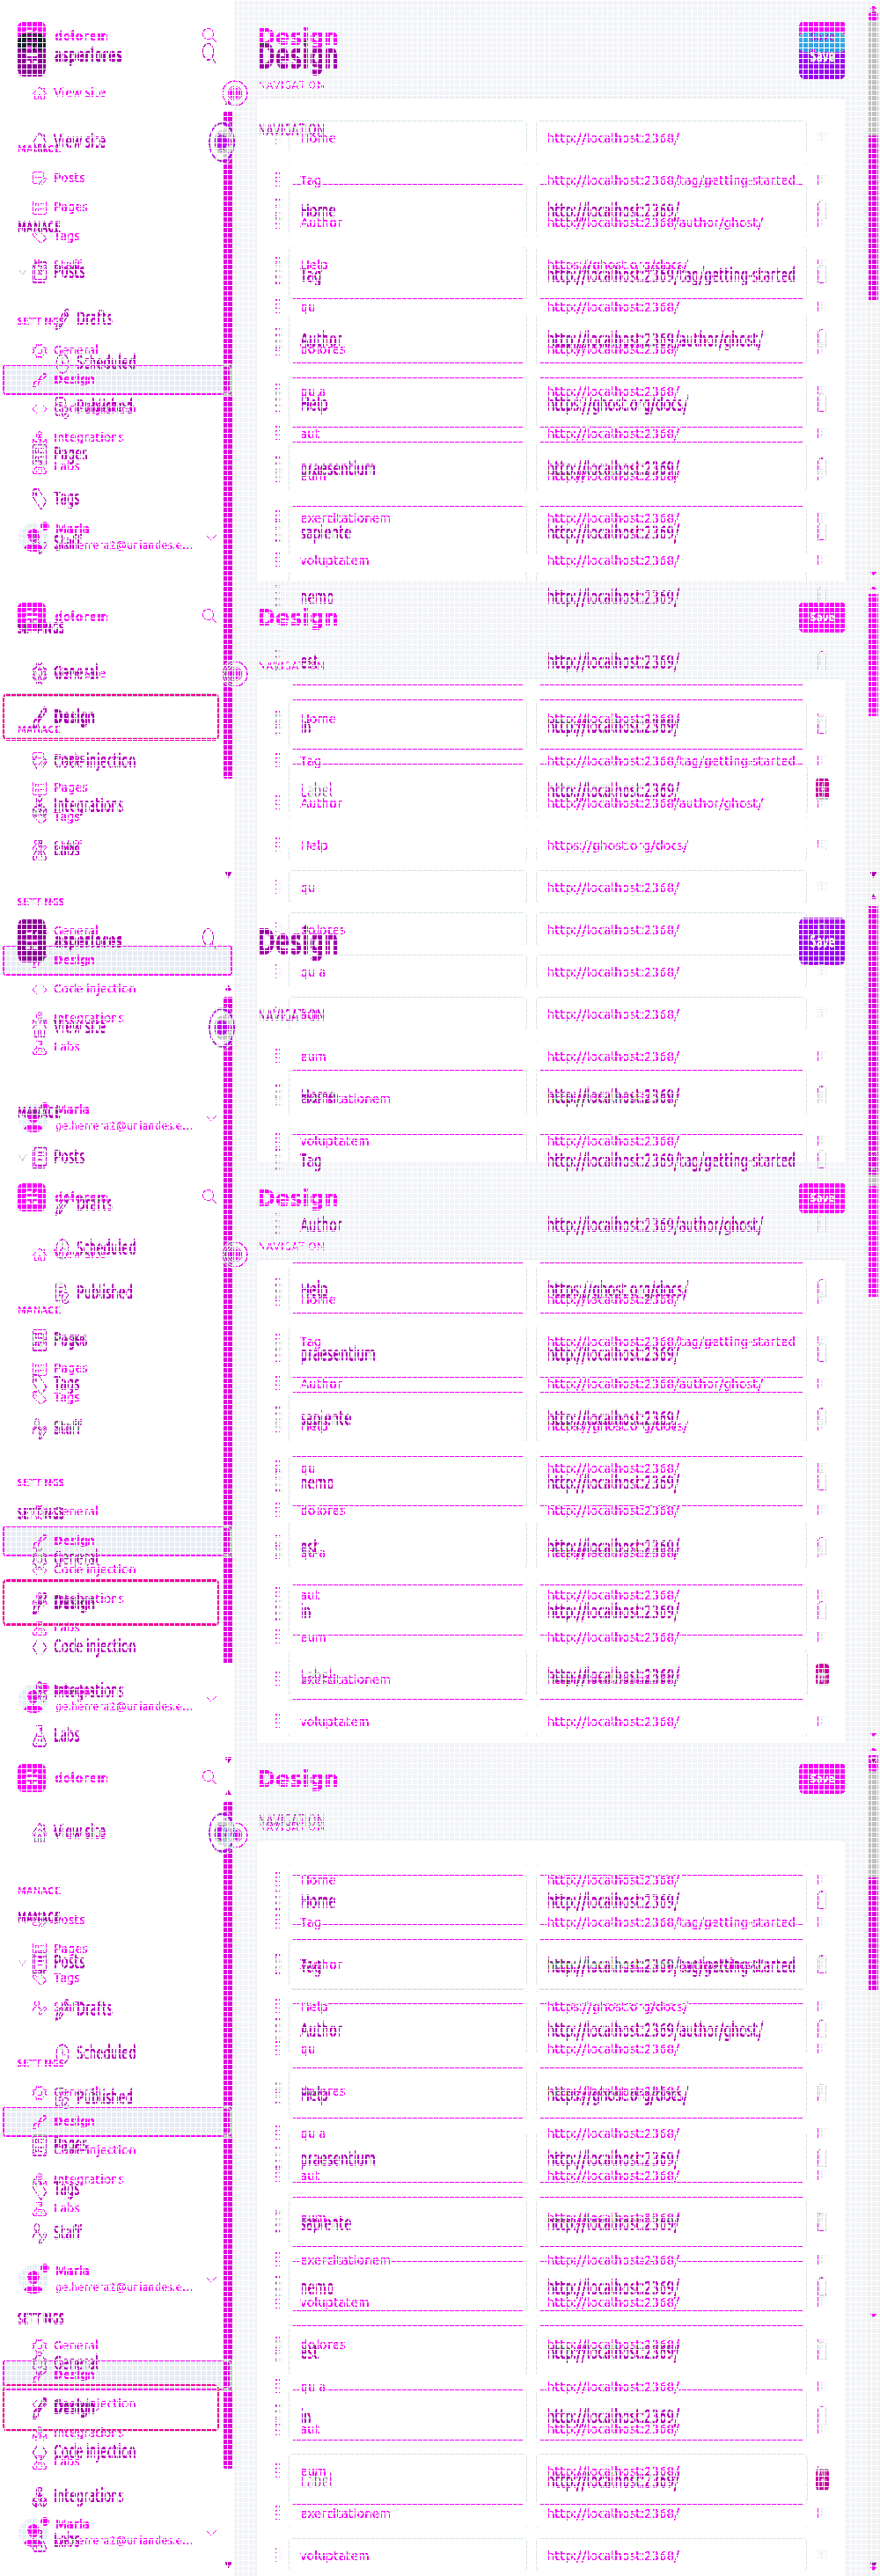 dolorem
asperiores
Design
Design
Save
View site
NAVIGATION
View site
NAVIGATION
Home
http://localhost:2368/
MANAGE
Posts
Tag
http://localhost:2368/tag/getting-started
Pages
Home
http://localhost:2369/
MANAGE
Author
http://localhost:2368/author/ghost/
Tags
Help
https://ghost.org/docs/
Posts
Tag
http://localhost:2369/tag/getting-started
qu
http://localhost:2368/
SETTINGS
Drafts
Author
http://localhost:2369/author/ghost/
General
dolores
http://localhost:2368/
Scheduled
Design
quia
http://localhost:2368/
Published
Help
https://ghost.org/docs/
Integrations
aut
http://localhost:2368/
Pages
Labs
praesentium
http://localhost:2369/
eum
http://localhost:2368/
Tags
exercitationem
http://localhost:2368/
Maria
Staff
sapiente
http://localhost:2369/
voluptatem
http://localhost:2368/
nemo
http://localhost:2369/
dolorem
Design
Save
SETTINGS
est
http://localhost:2369/
NAVIGATION
General
Design
Home
in
http://localhost:2369/
MANAGE
Code injection
Tag
http://localhost:2368/tag/getting-started
Pages
Label
http://localhost:2369/
Integrations
Author
http://localhost:2368/author/ghost/
Tags
Labs
Help
https://ghost.org/docs/
qu
http://localhost:2368/
SETTINGS
General
dolores
http://localhost:2368/
asperiores
Design
Save
Design
quia
http://localhost:2368/
Code injection
Integrations
NAVIGATION
http://localhost:2368/
View site
Labs
eum
http://localhost:2368/
Home
exercitationem
http://localhost:2369/
MANAGE
Maria
ge.herrera2@uniandes.e...
voluptatem
http://localhost:2368/
Posts
Tag
http://localhost:2369/tag/getting-started
dolorem
Drafts
Design
Save
Author
http://localhost:2369/author/ghost/
Scheduled
NAVIGATION
Published
Help
https://ghost.org/docs/
Home
MANAGE
Pages
Tag
http://localhost:2368/tag/getting-started
praesentium
http://localhost:2369/
Pages
Tags
Author
http://localhost:2368/author/ghost/
Tags
Staff
sapiente
http://localhost:2369/
Help
https://ghost.org/docs/
SETTINGS
qu
http://localhost:2368/
nemo
http://localhost:2369/
SETTINGS
General
dolores
http://localhost:2368/
Design
General
est
quia
http://localhost:2369/
Code injection
Design
aut
http://localhost:2368/
in
http://localhost:2369/
Labs
eum
http://localhost:2368/
Code injection
Label
exercitationem
http://localhost:2369/
Integrations
ge.herrera2@uniandes.e...
voluptatem
http://localhost:2368/
Labs
dolorem
Design
Save
View site
NAVIGATION
NAVIGATION
Home
http://localhost:2368/
MANAGE
Home
http://localhost:2369/
MANAGE
Posts
Tag
http://localhost:2368/tag/getting-started
Pages
Posts
Tag
Author
http://localhost:2369/tag/getting-started
Tags
Drafts
Help
https://ghost.org/docs/
Author
http://localhost:2369/author/ghost/
qu
http://localhost:2368/
Scheduled
SETTINGS
Published
Help
dolores
https://ghost.org/docs/
Design
quia
http://localhost:2368/
Pages
Code injection
praesentium
http://localhost:2369/
aut
http://localhost:2368/
Integrations
Tags
Labs
Staff
sapiente
http://localhost:2369/
exercitationem
http://localhost:2368/
Maria
ge.herrera2@uniandes.e...
nemo
http://localhost:2369/
voluptatem
http://localhost:2368/
SETTINGS
General
dolores
est
http://localhost:2369/
General
Design
quia
http://localhost:2368/
Design
in
http://localhost:2369/
Integrations
aut
http://localhost:2368/
Code injection
Labs
eum
http://localhost:2368/
Label
http://localhost:2369/
Integrations
exercitationem
http://localhost:2368/
Maria
Labs
voluptatem
http://localhost:2368/